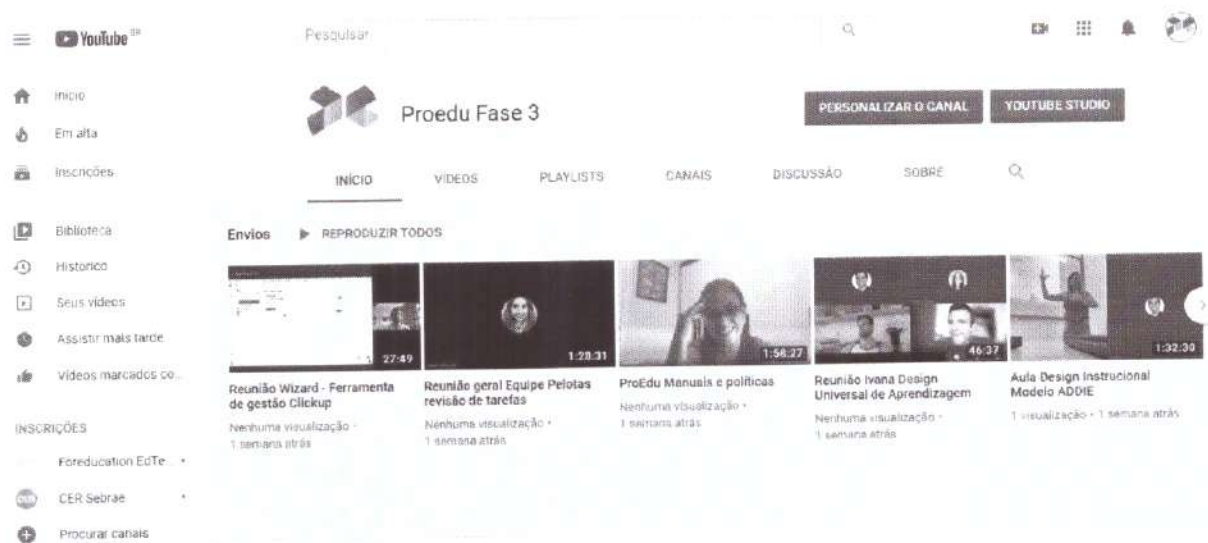 YouTube BR
Pesquisar
Início
Em alta
Inscrições
Biblioteca
Histórico
Seus vídeos
Assistir mais tarde
Vídeos marcados co...
INSCRIÇÕES
Foreducation EdTe...
CER Sebrae
Procurar canais
Proedu Fase 3
PERSONALIZAR O CANAL
YOUTUBE STUDIO
INÍCIO
VÍDEOS
PLAYLISTS
CANAIS
DISCUSSÃO
SOBRE
Envios
REPRODUZIR TODOS
27:49
Reunião Wizard - Ferramenta
de gestão Clickup
Nenhuma visualização •
1 semana atrás
1:28:31
Reunião geral Equipe Pelotas
revisão de tarefas
Nenhuma visualização •
1 semana atrás
1:58:27
ProEdu Manuais e políticas
Nenhuma visualização •
1 semana atrás
46:37
Reunião Ivana Design
Universal de Aprendizagem
Nenhuma visualização •
1 semana atrás
1:32:30
Aula Design Instrucional
Modelo ADDIE
1 visualização • 1 semana atrás